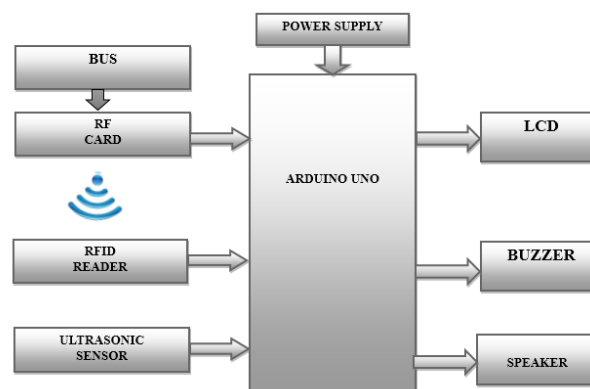 POWER SUPPLY
BUS
RF
CARD
ARDUINO UNO
LCD
RFID
READER
BUZZER
ULTRASONIC
SENSOR
SPEAKER